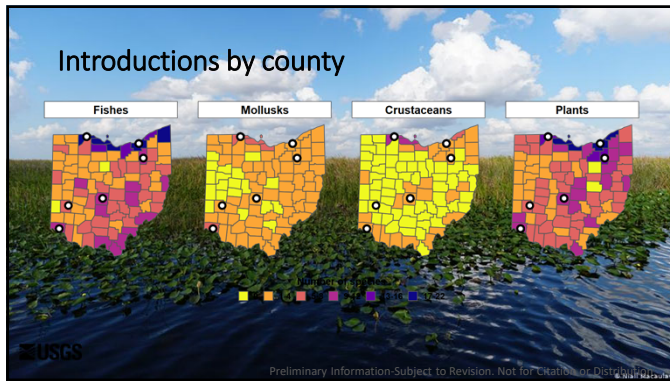 Introductions by county
Fishes
Mollusks
Crustaceans
Plants
USGS
Preliminary Information-Subject to Revision. Not for Citation or Distribution